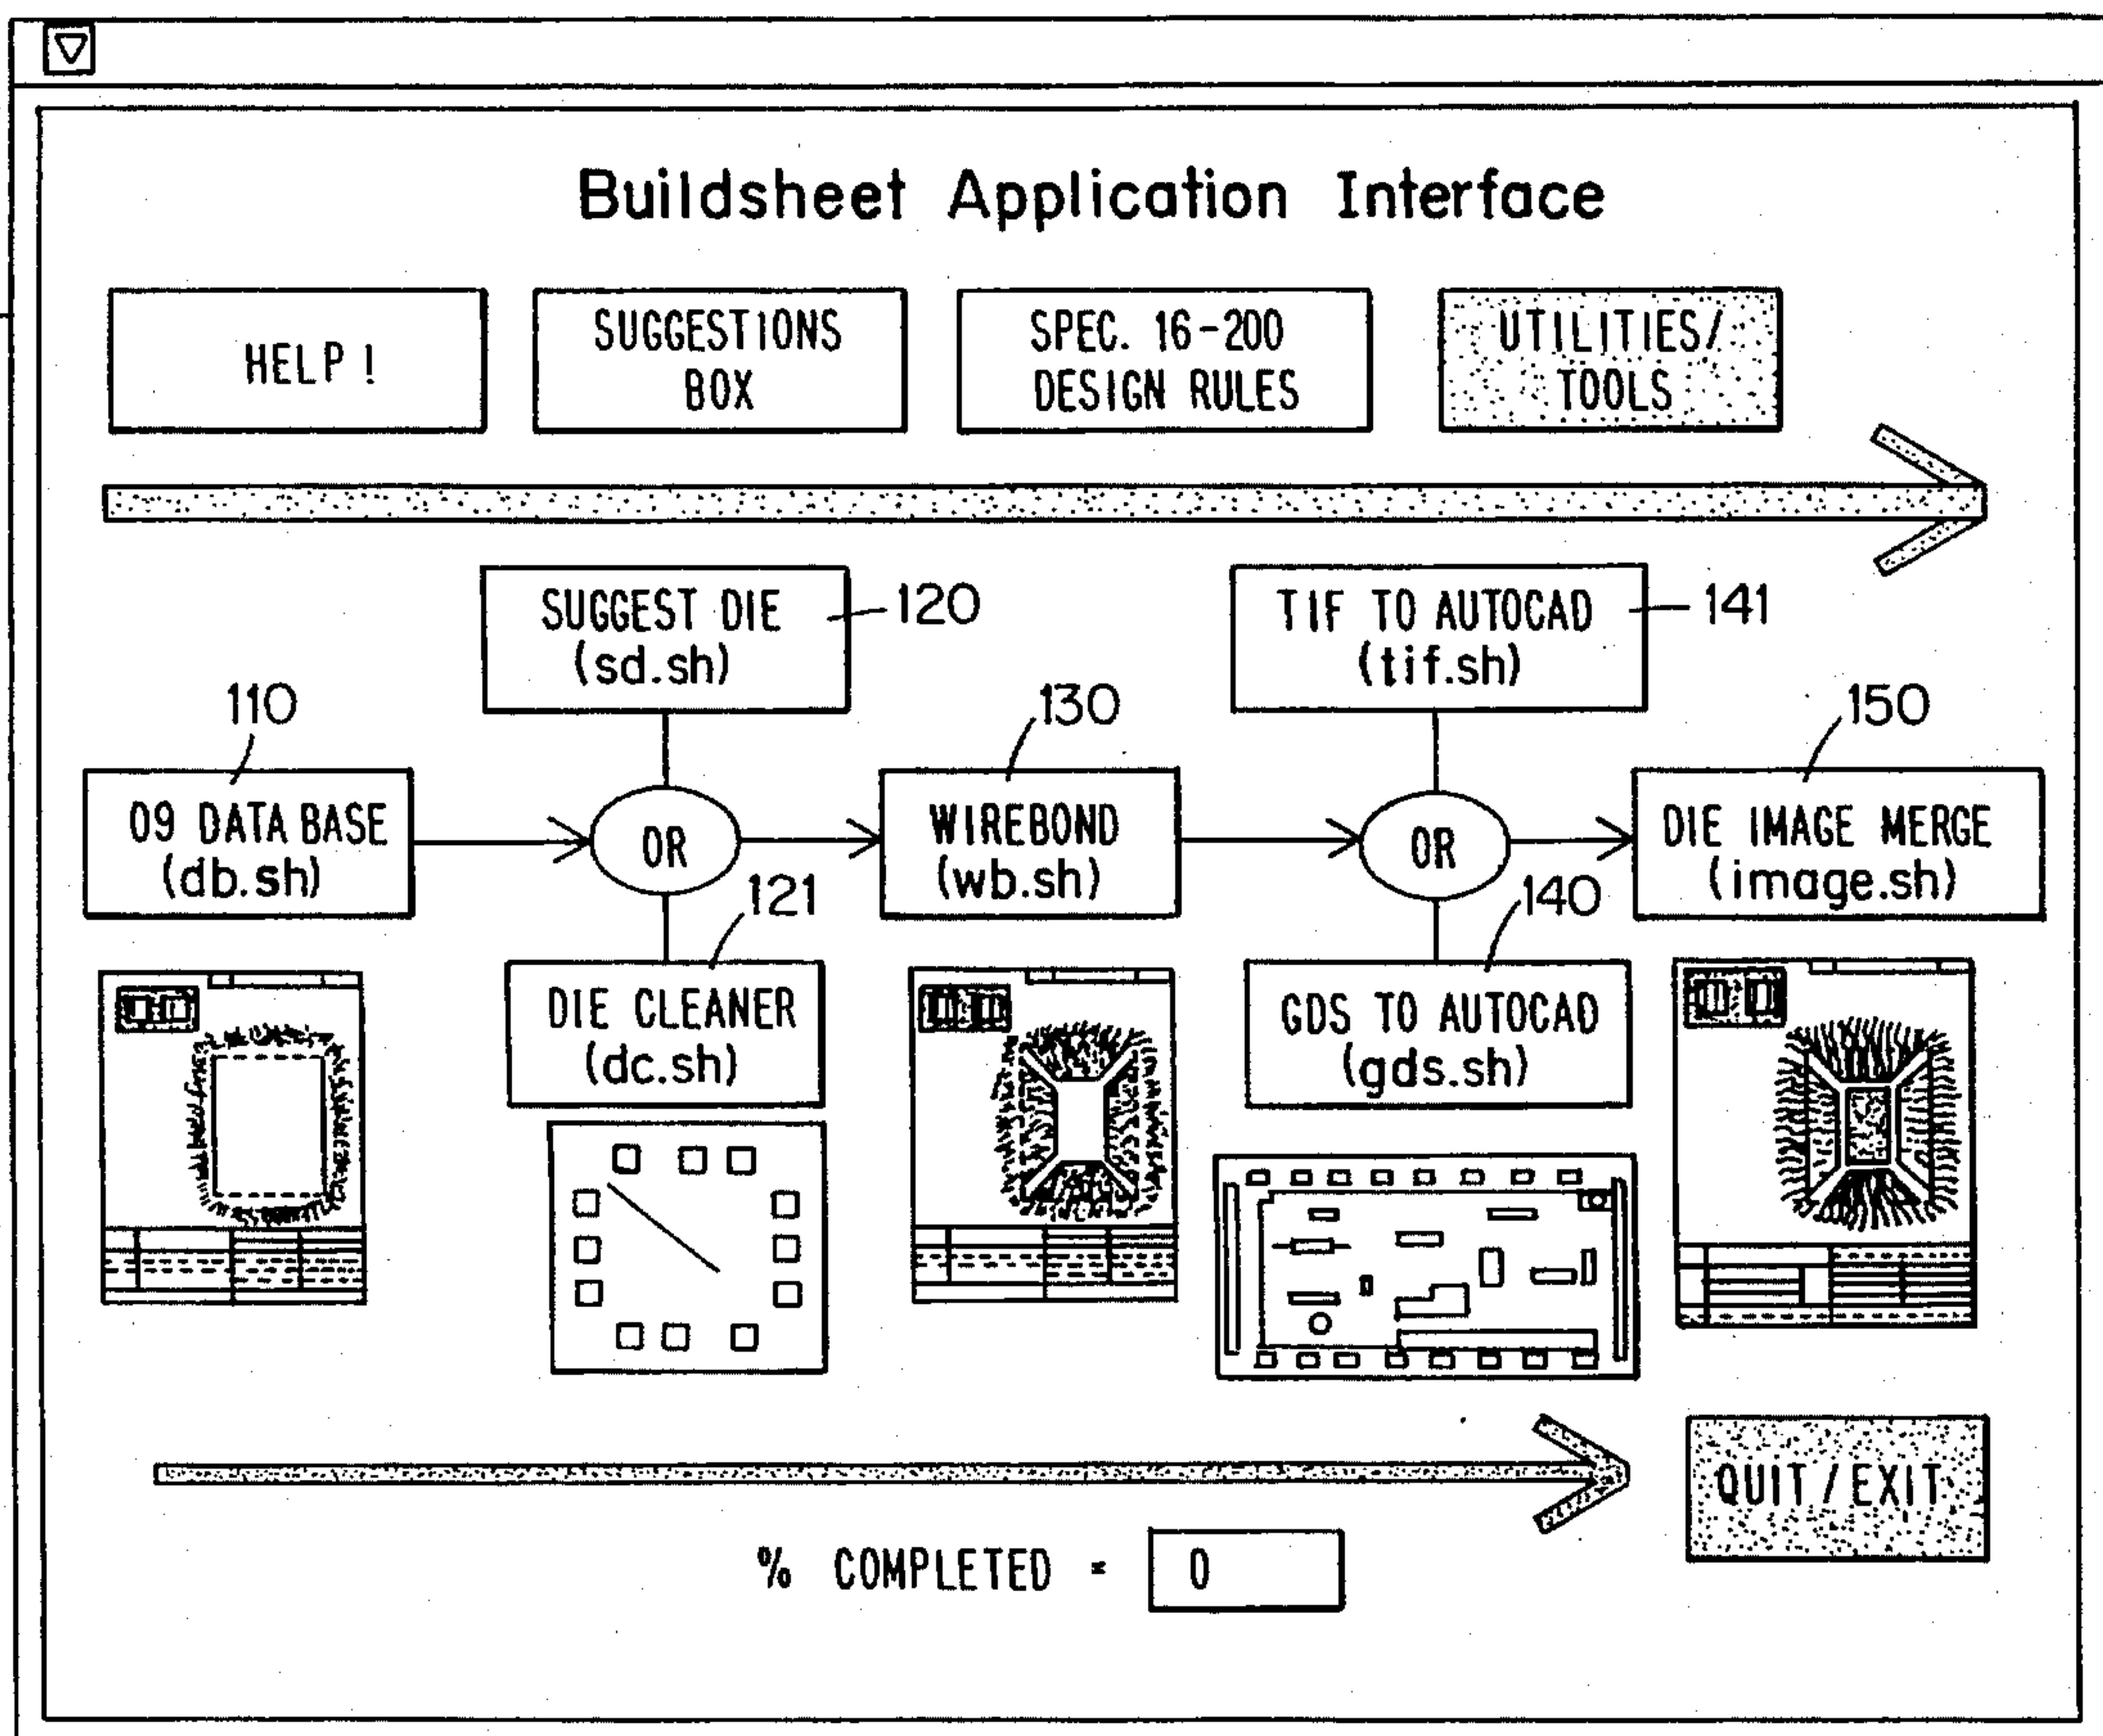 Buildsheet Application Interface
HELP !
SUGGESTIONS
BOX
SPEC. 16-200
DESIGN RULES
UTILITIES/
TOOLS
SUGGEST DIE
(sd.sh)
120
TIF TO AUTOCAD
(tif.sh)
141
110
130
150
09 DATA BASE
(db.sh)
OR
WIREBOND
(wb.sh)
OR
DIE IMAGE MERGE
(image.sh)
121
140
DIE CLEANER
(dc.sh)
GDS TO AUTOCAD
(gds.sh)
QUIT/EXIT
% COMPLETED = 0